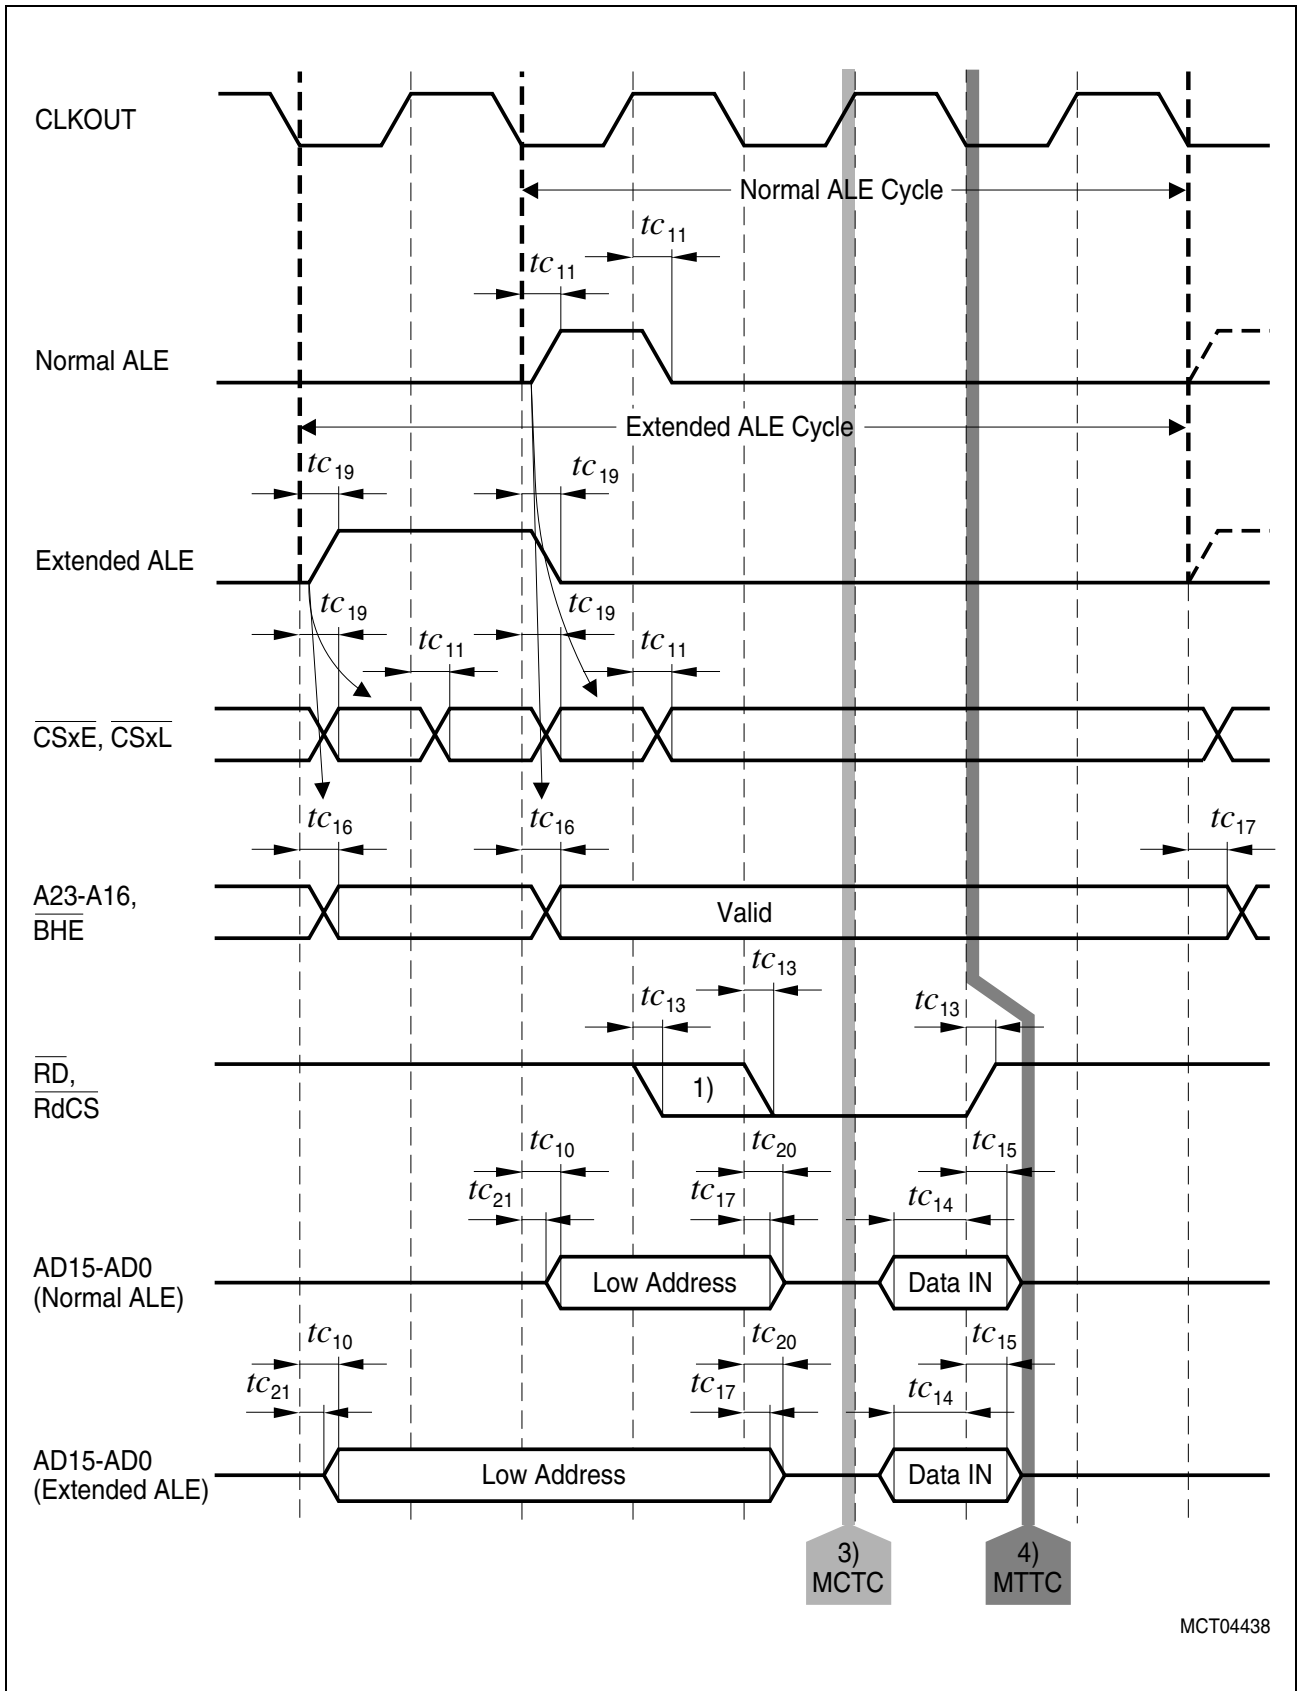 CLKOUT
Normal ALE Cycle
tc11
tc11
Normal ALE
Extended ALE Cycle
tc19
tc19
Extended ALE
tc19
tc19
tc11
tc11
CSxE, CSxL
tc16
tc16
tc17
A23-A16,
BHE
Valid
tc13
tc13
tc13
RD,
RdCS
1)
tc10
tc20
tc15
tc21
tc17
tc14
AD15-AD0
(Normal ALE)
Low Address
Data IN
tc10
tc20
tc15
tc21
tc17
tc14
AD15-AD0
(Extended ALE)
Low Address
Data IN
3)
MCTC
4)
MTTC
MCT04438